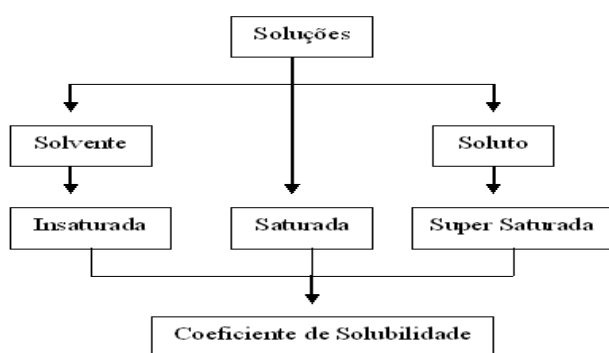 Soluções
Solvente
Soluto
Insaturada
Saturada
Super Saturada
Coeficiente de Solubilidade